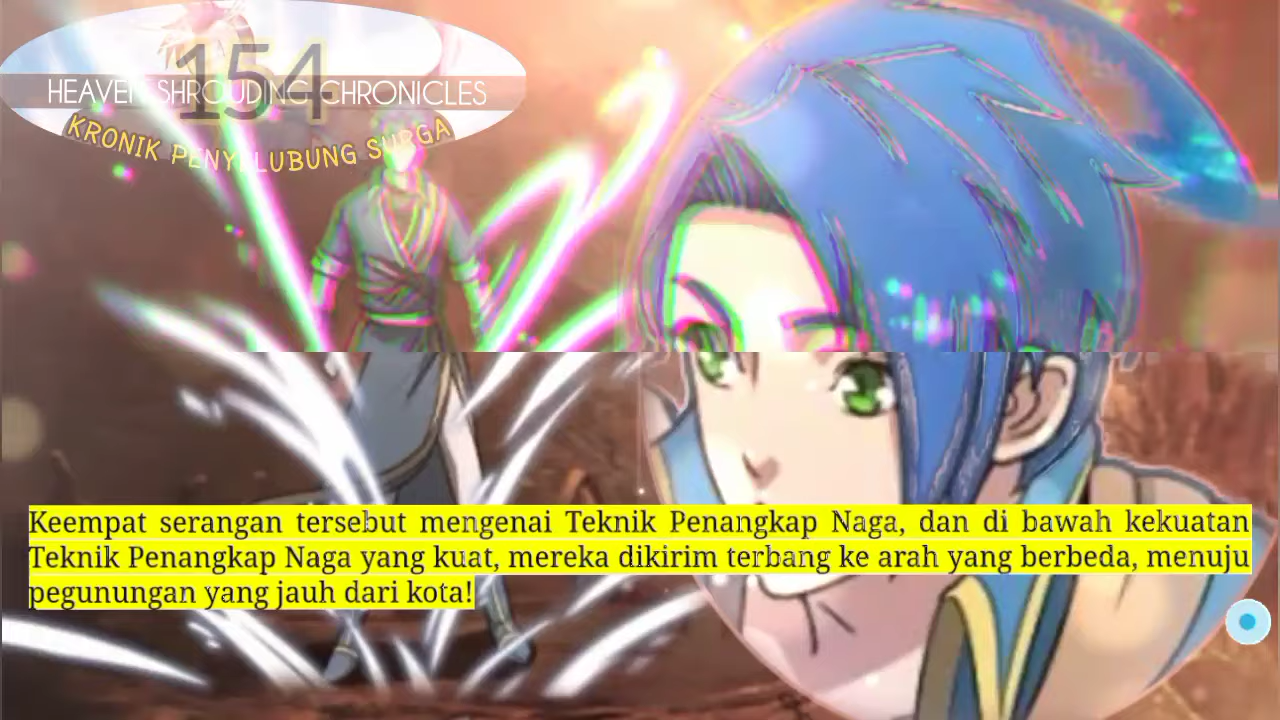 154
HEAVEN SHROUDING CHRONICLES
KRONIK PENYELUBUNG SURGA
Keempat serangan tersebut mengenai Teknik Penangkap Naga, dan di bawah kekuatan
Teknik Penangkap Naga yang kuat, mereka dikirim terbang ke arah yang berbeda, menuju
pegunungan yang jauh dari kota!